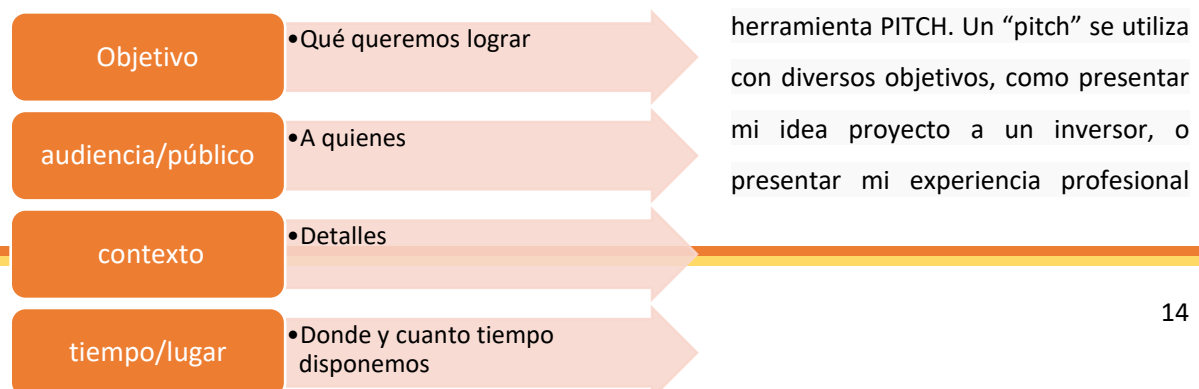 Objetivo
•Qué queremos lograr
audiencia/público
•A quienes
contexto
•Detalles
tiempo/lugar
•Donde y cuanto tiempo
disponemos
herramienta PITCH. Un “pitch” se utiliza
con diversos objetivos, como presentar
mi idea proyecto a un inversor, o
presentar mi experiencia profesional
14